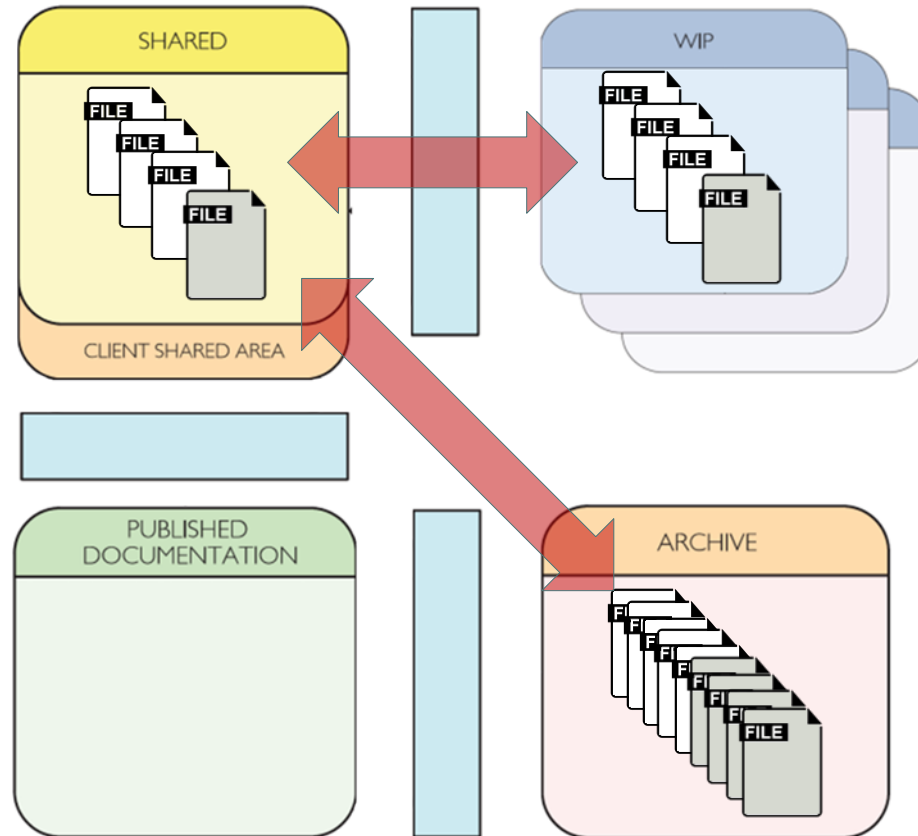 SHARED
FILE
FILE
FILE
FILE
CLIENT SHARED AREA
WIP
FILE
FILE
FILE
FILE
PUBLISHED
DOCUMENTATION
ARCHIVE
F
F
F
F
F
F
F
F
FILE